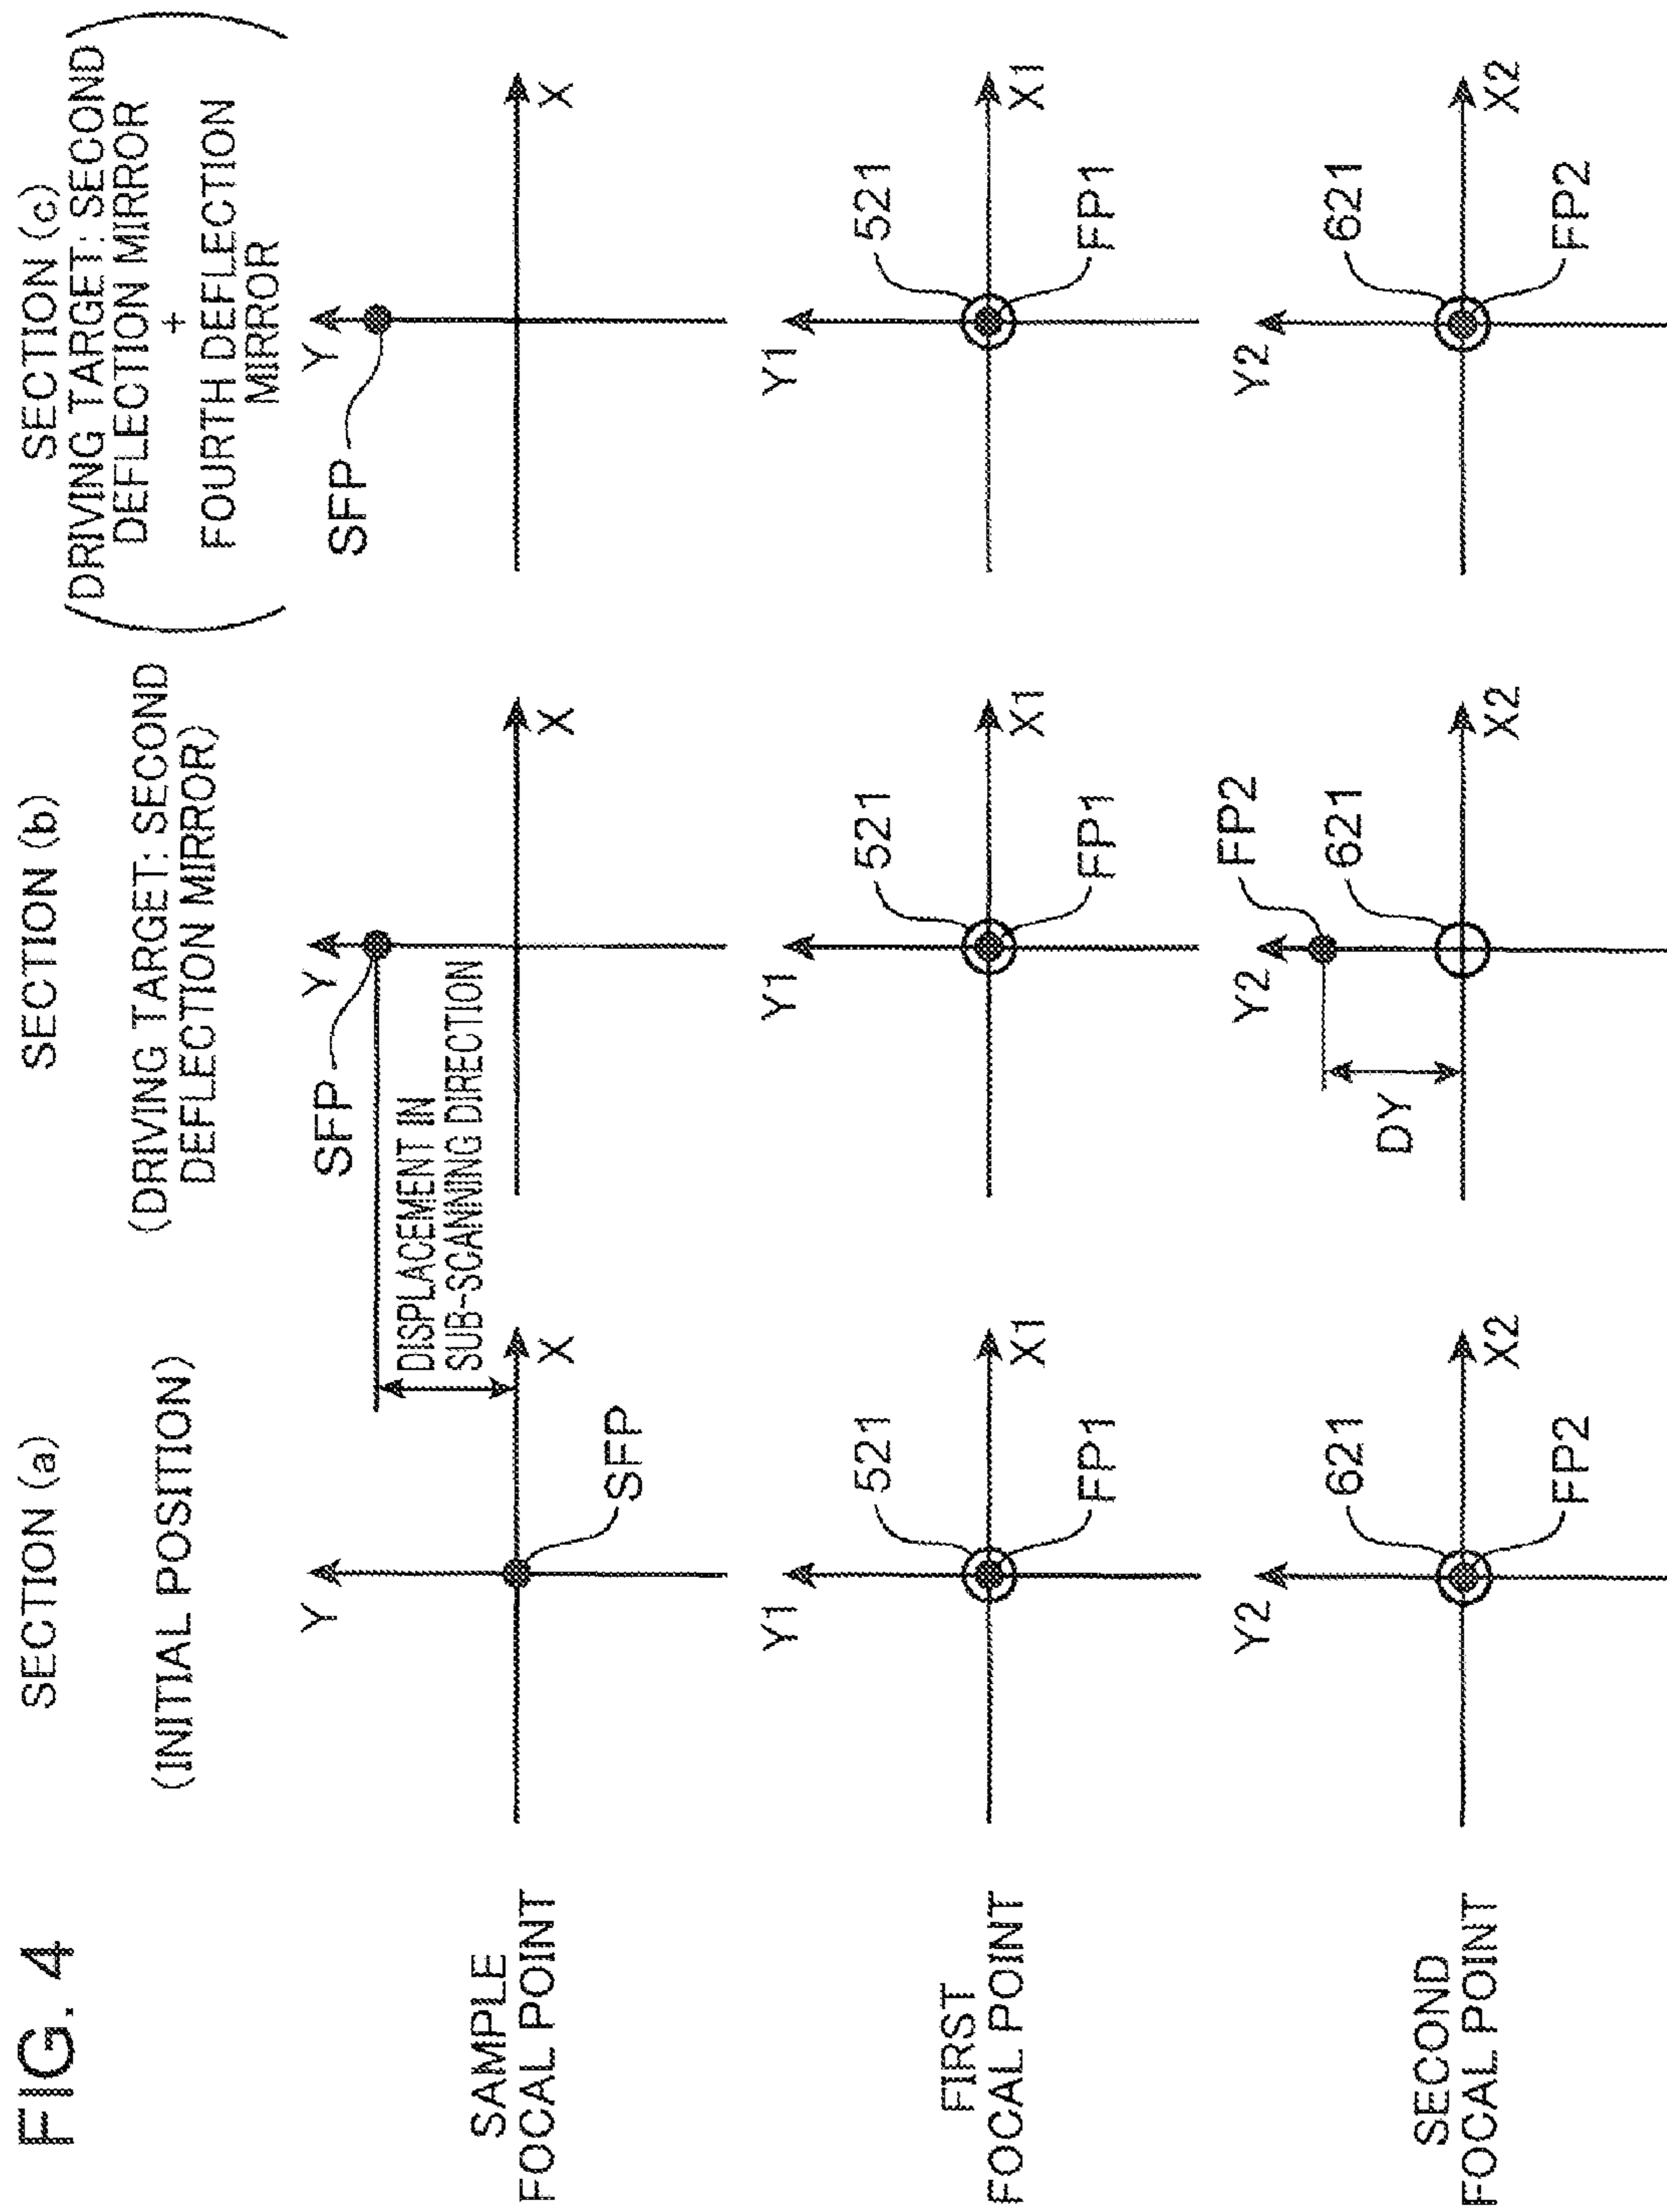 FIG. 4
SECTION (a)
(INITIAL POSITION)
SECTION (b)
(DRIVING TARGET: SECOND
DEFLECTION MIRROR)
SECTION (c)
(DRIVING TARGET: SECOND
DEFLECTION MIRROR
+
FOURTH DEFLECTION
MIRROR)
SAMPLE
FOCAL POINT
Y
X
SFP
DISPLACEMENT IN
SUB-SCANNING DIRECTION
Y
X
SFP
Y
X
SFP
FIRST
FOCAL POINT
Y1
521
X1
FP1
Y1
521
X1
FP1
Y1
521
X1
FP1
SECOND
FOCAL POINT
Y2
621
X2
FP2
Y2
FP2
621
DY
X2
Y2
621
X2
FP2